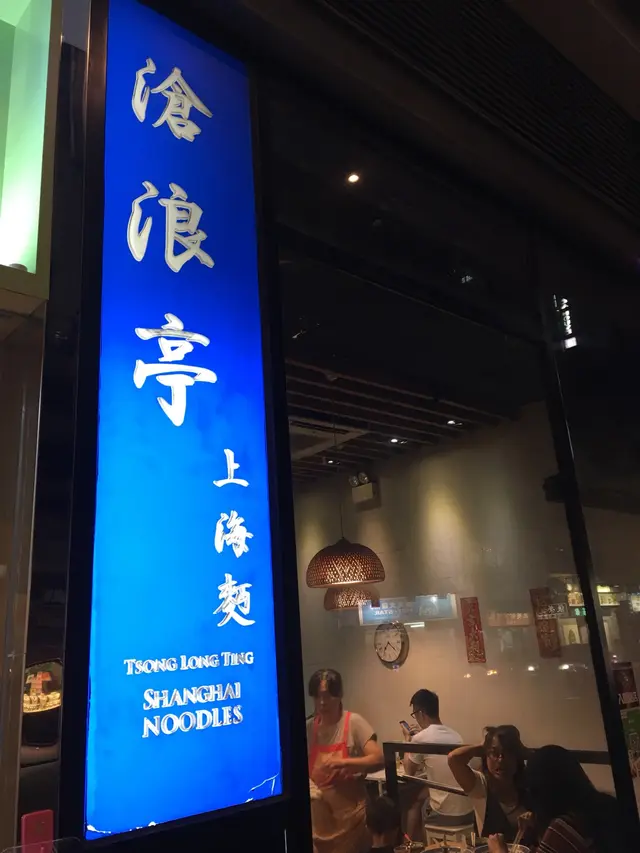 滄浪亭
上海麵
TSONG LONG TING
SHANGHAI
NOODLES